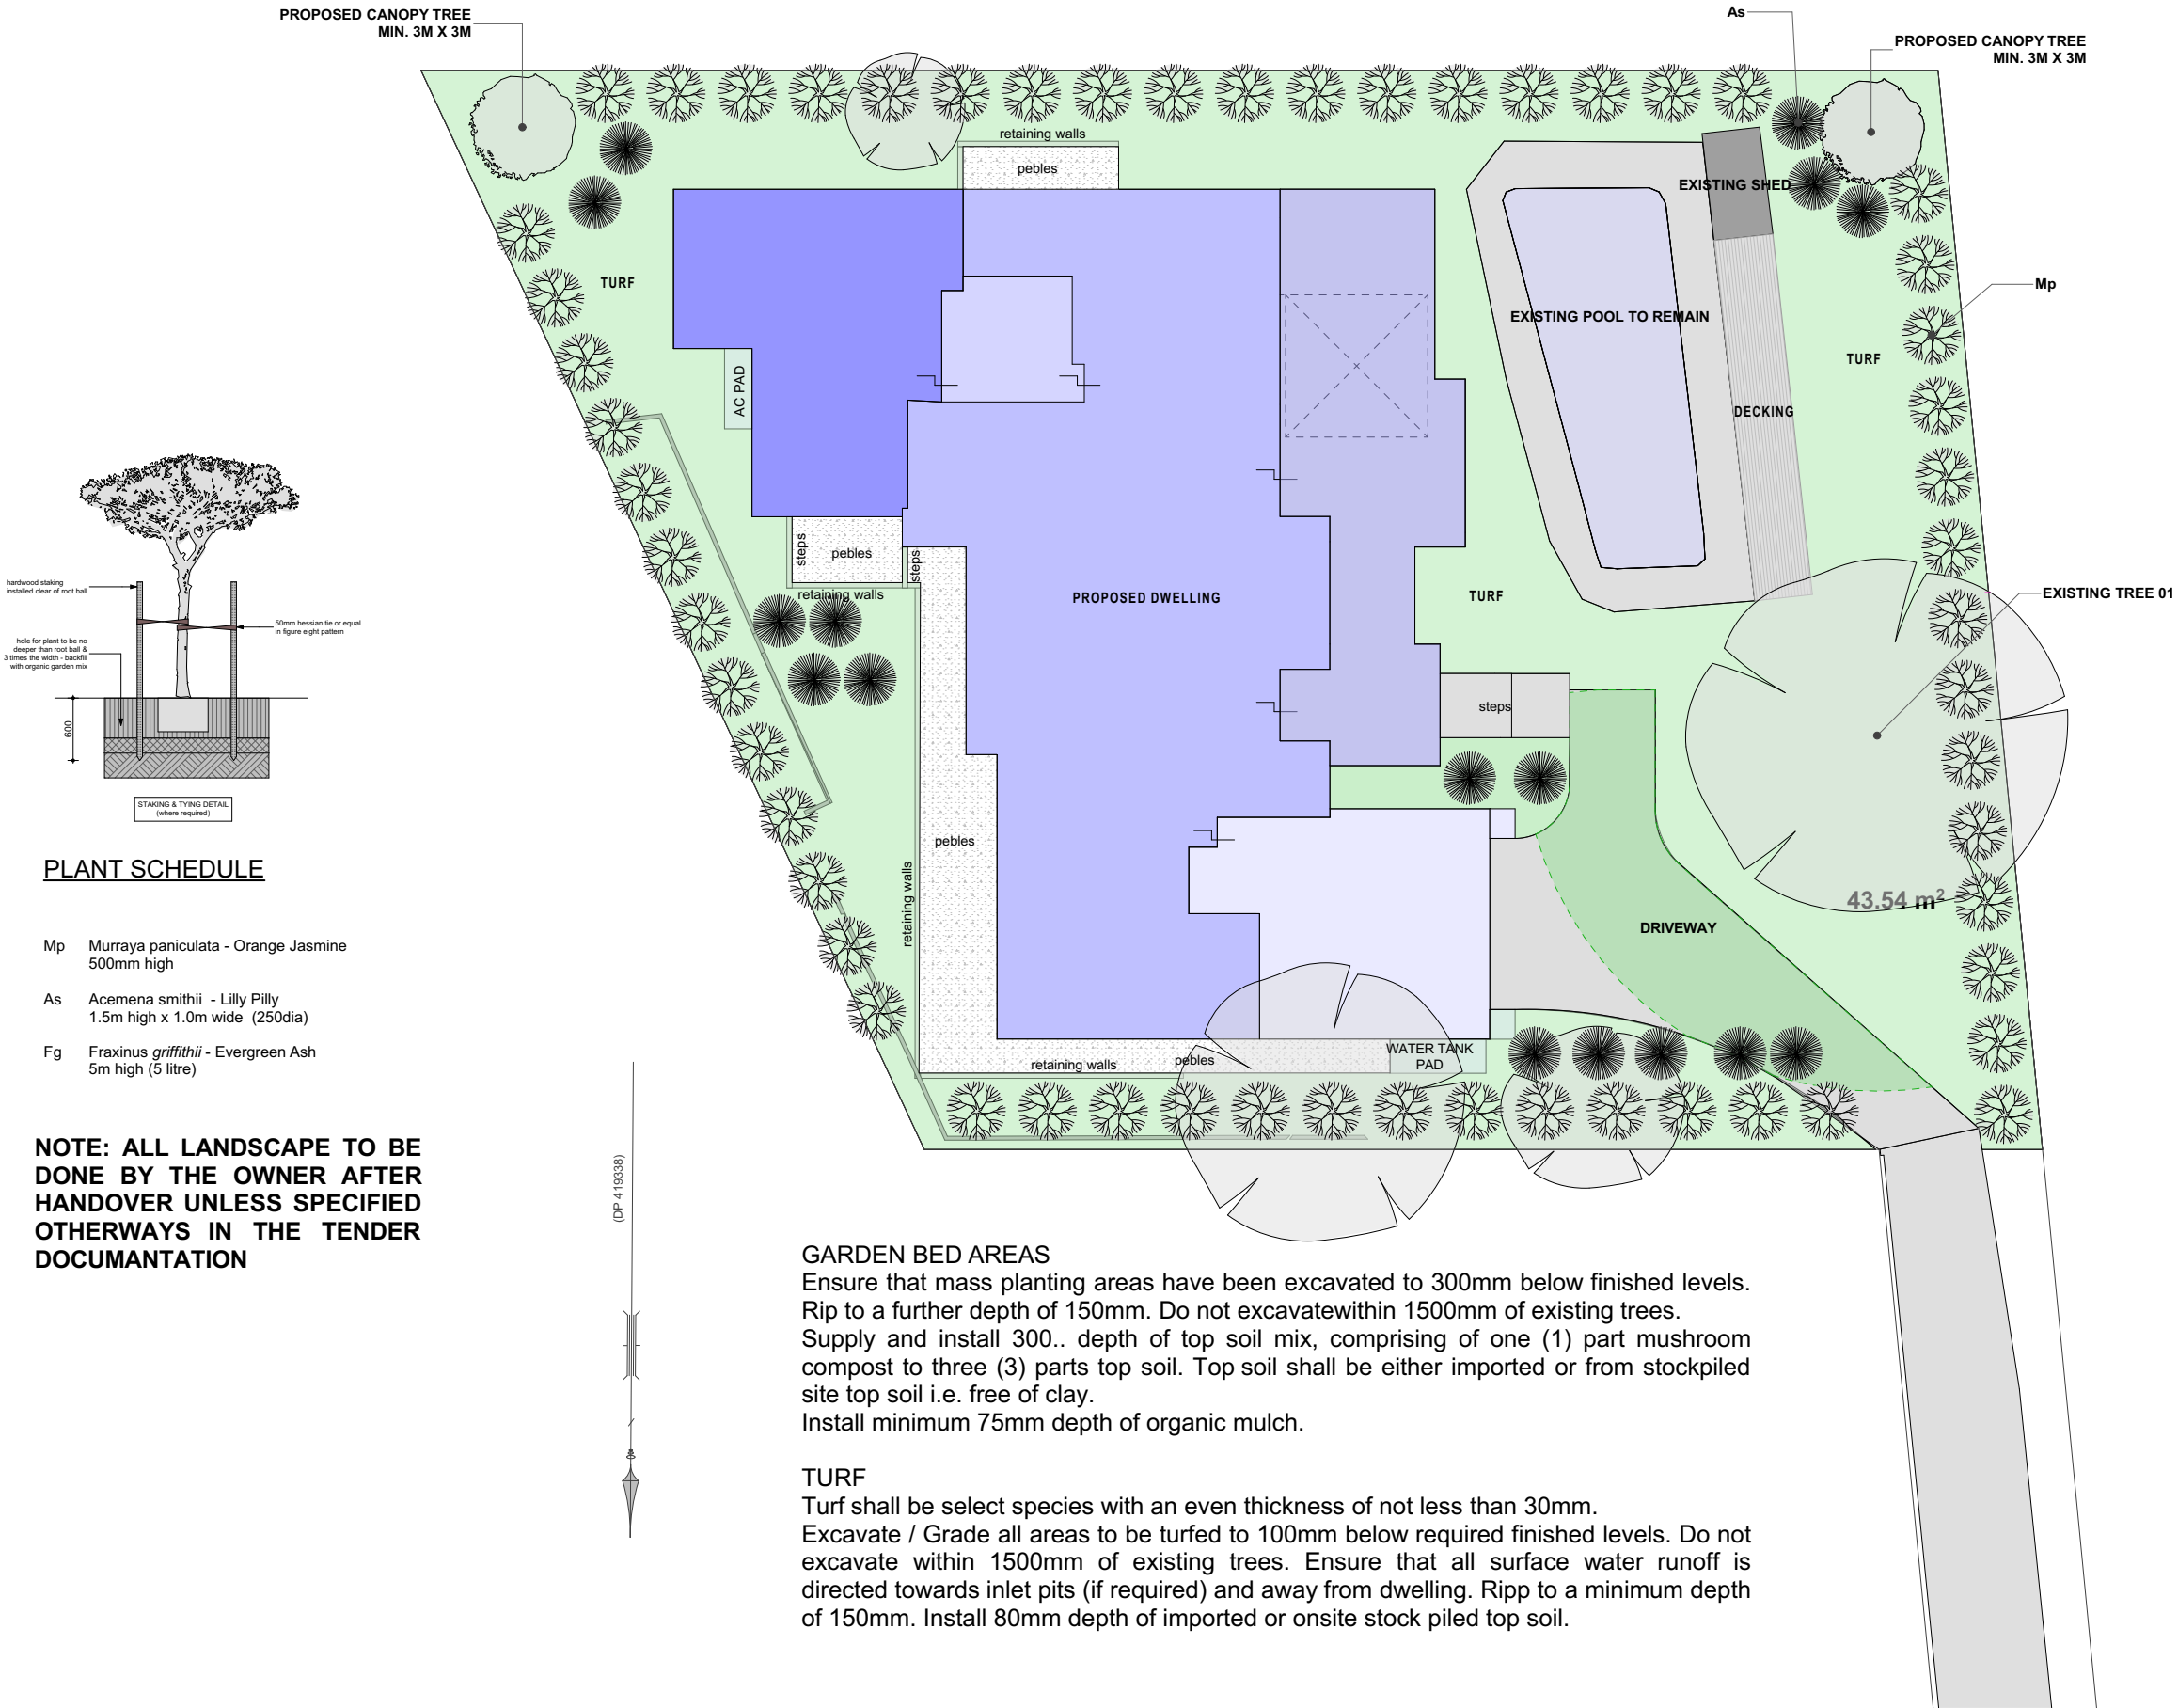 PROPOSED CANOPY TREE
MIN. 3M X 3M
As
PROPOSED CANOPY TREE
MIN. 3M X 3M
retaining walls
pebles
EXISTING SHED
TURF
Mp
EXISTING POOL TO REMAIN
TURF
AC PAD
DECKING
steps
pebles
steps
retaining walls
PROPOSED DWELLING
TURF
EXISTING TREE 01
hardwood staking
installed clear of root ball
50mm hessian tie or equal
in figure eight pattern
hole for plant to be no
deeper than root ball &
3 times the width - backfill
with organic garden mix
600
STAKING & TYING DETAIL
(where required)
steps
pebles
retaining walls
43.54 m²
DRIVEWAY
retaining walls
pebles
WATER TANK
PAD
PLANT SCHEDULE
Mp Murraya paniculata - Orange Jasmine
500mm high
As Acemena smithii - Lilly Pilly
1.5m high x 1.0m wide (250dia)
Fg Fraxinus griffithii - Evergreen Ash
5m high (5 litre)
NOTE: ALL LANDSCAPE TO BE
DONE BY THE OWNER AFTER
HANDOVER UNLESS SPECIFIED
OTHERWAYS IN THE TENDER
DOCUMANTATION
(DP 419338)
GARDEN BED AREAS
Ensure that mass planting areas have been excavated to 300mm below finished levels.
Rip to a further depth of 150mm. Do not excavatewithin 1500mm of existing trees.
Supply and install 300.. depth of top soil mix, comprising of one (1) part mushroom
compost to three (3) parts top soil. Top soil shall be either imported or from stockpiled
site top soil i.e. free of clay.
Install minimum 75mm depth of organic mulch.
TURF
Turf shall be select species with an even thickness of not less than 30mm.
Excavate / Grade all areas to be turfed to 100mm below required finished levels. Do not
excavate within 1500mm of existing trees. Ensure that all surface water runoff is
directed towards inlet pits (if required) and away from dwelling. Ripp to a minimum depth
of 150mm. Install 80mm depth of imported or onsite stock piled top soil.